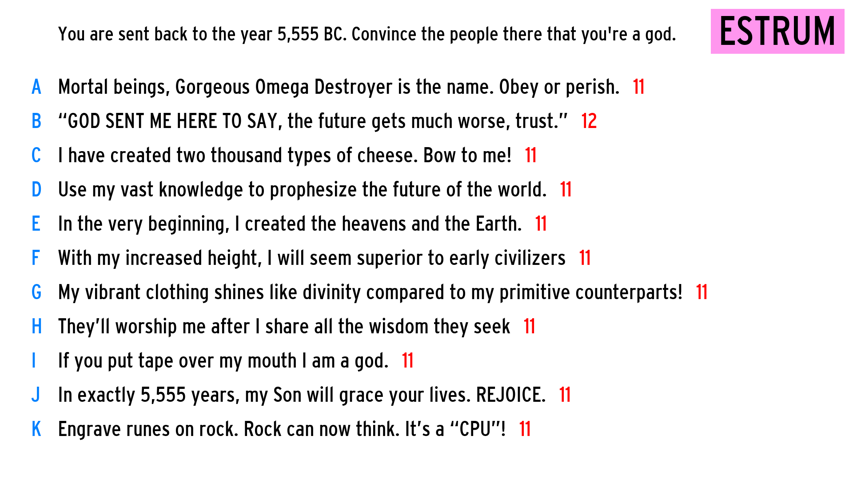 You are sent back to the year 5,555 BC. Convince the people there that you're a god.
ESTRUM
A Mortal beings, Gorgeous Omega Destroyer is the name. Obey or perish. 11
B “GOD SENT ME HERE TO SAY, the future gets much worse, trust.” 12
C I have created two thousand types of cheese. Bow to me! 11
D Use my vast knowledge to prophesize the future of the world. 11
E In the very beginning, I created the heavens and the Earth. 11
F With my increased height, I will seem superior to early civilizers 11
G My vibrant clothing shines like divinity compared to my primitive counterparts! 11
H They’ll worship me after I share all the wisdom they seek 11
I If you put tape over my mouth I am a god. 11
J In exactly 5,555 years, my Son will grace your lives. REJOICE. 11
K Engrave runes on rock. Rock can now think. It’s a “CPU”! 11